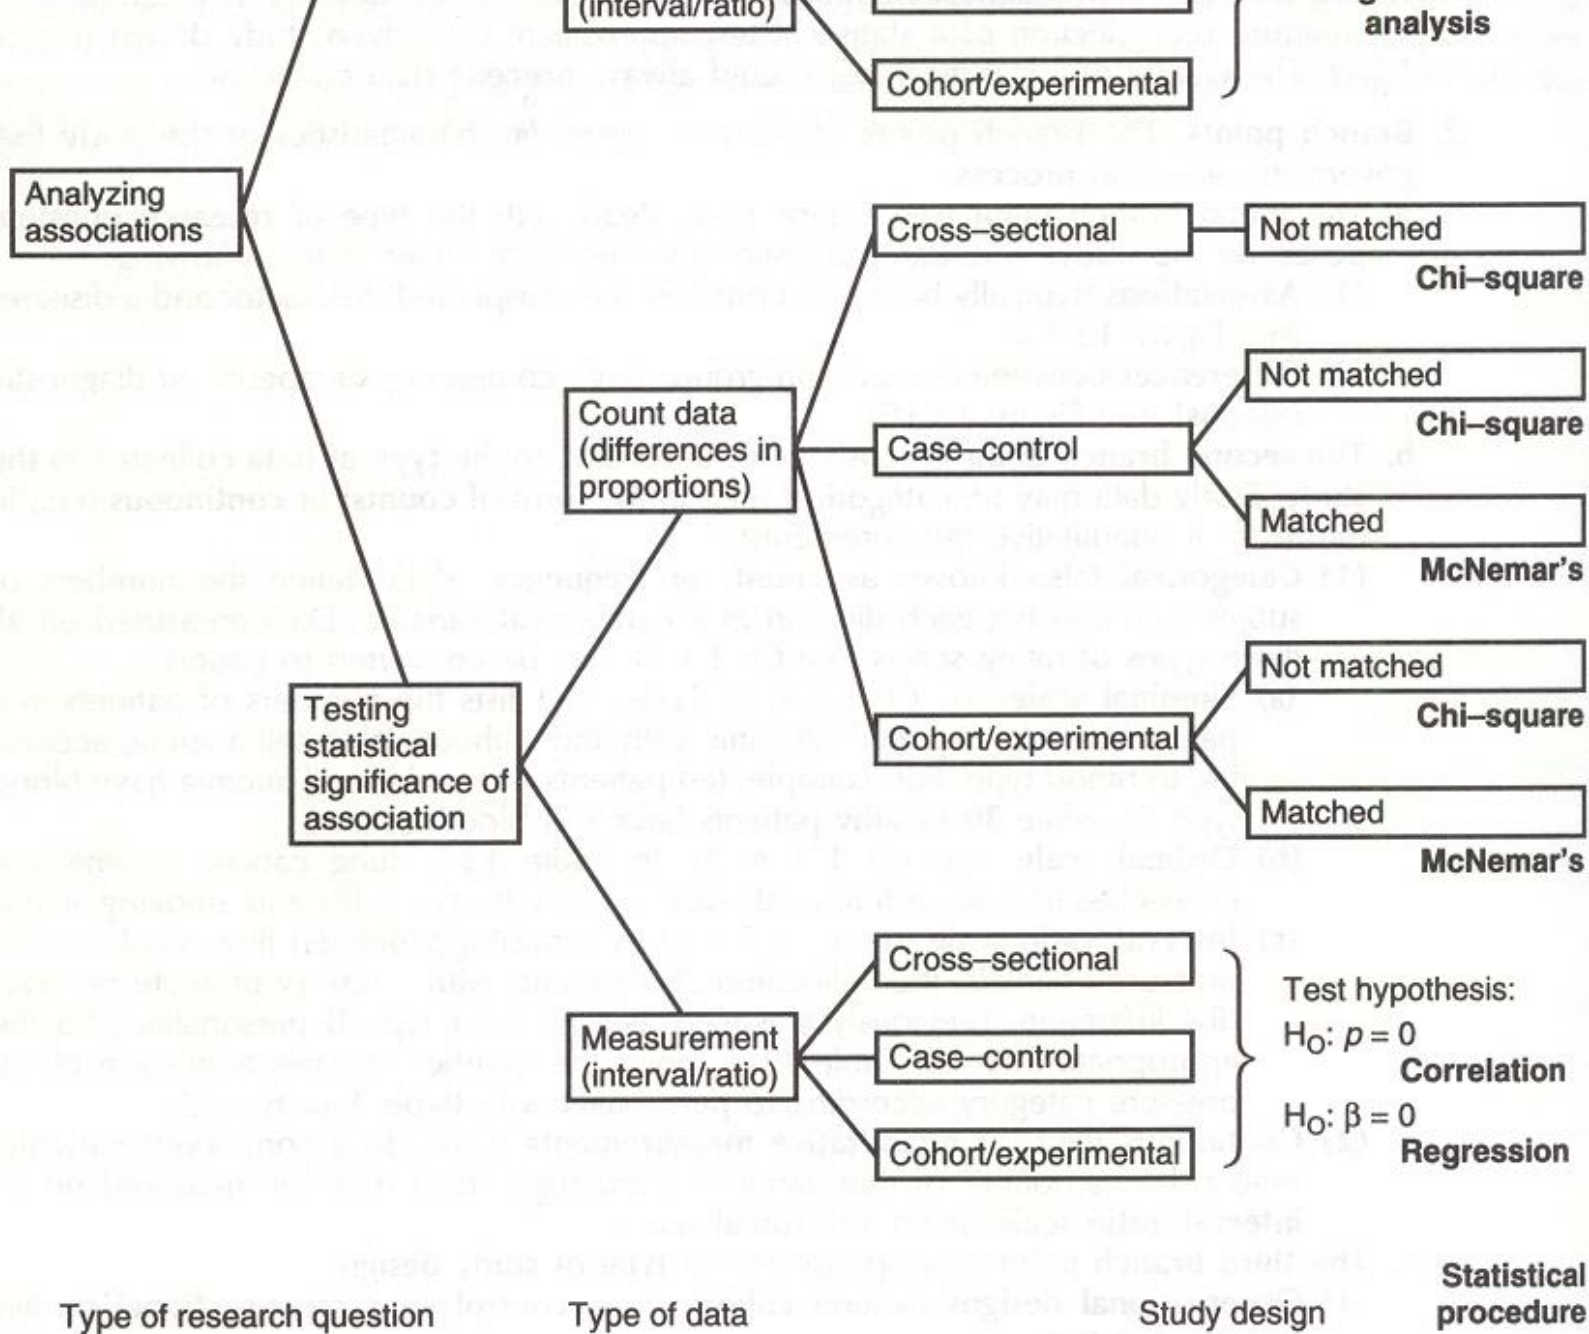 (interval/ratio)
analysis
Cohort/experimental
Analyzing
associations
Cross–sectional
Not matched
Chi–square
Not matched
Chi–square
Count data
(differences in
proportions)
Case–control
Matched
McNemar's
Not matched
Chi–square
Testing
statistical
significance of
association
Cohort/experimental
Matched
McNemar's
Cross–sectional
Test hypothesis:
H₀: p = 0
Correlation
Measurement
(interval/ratio)
Case–control
H₀: β = 0
Regression
Cohort/experimental
Statistical
procedure
Type of research question
Type of data
Study design